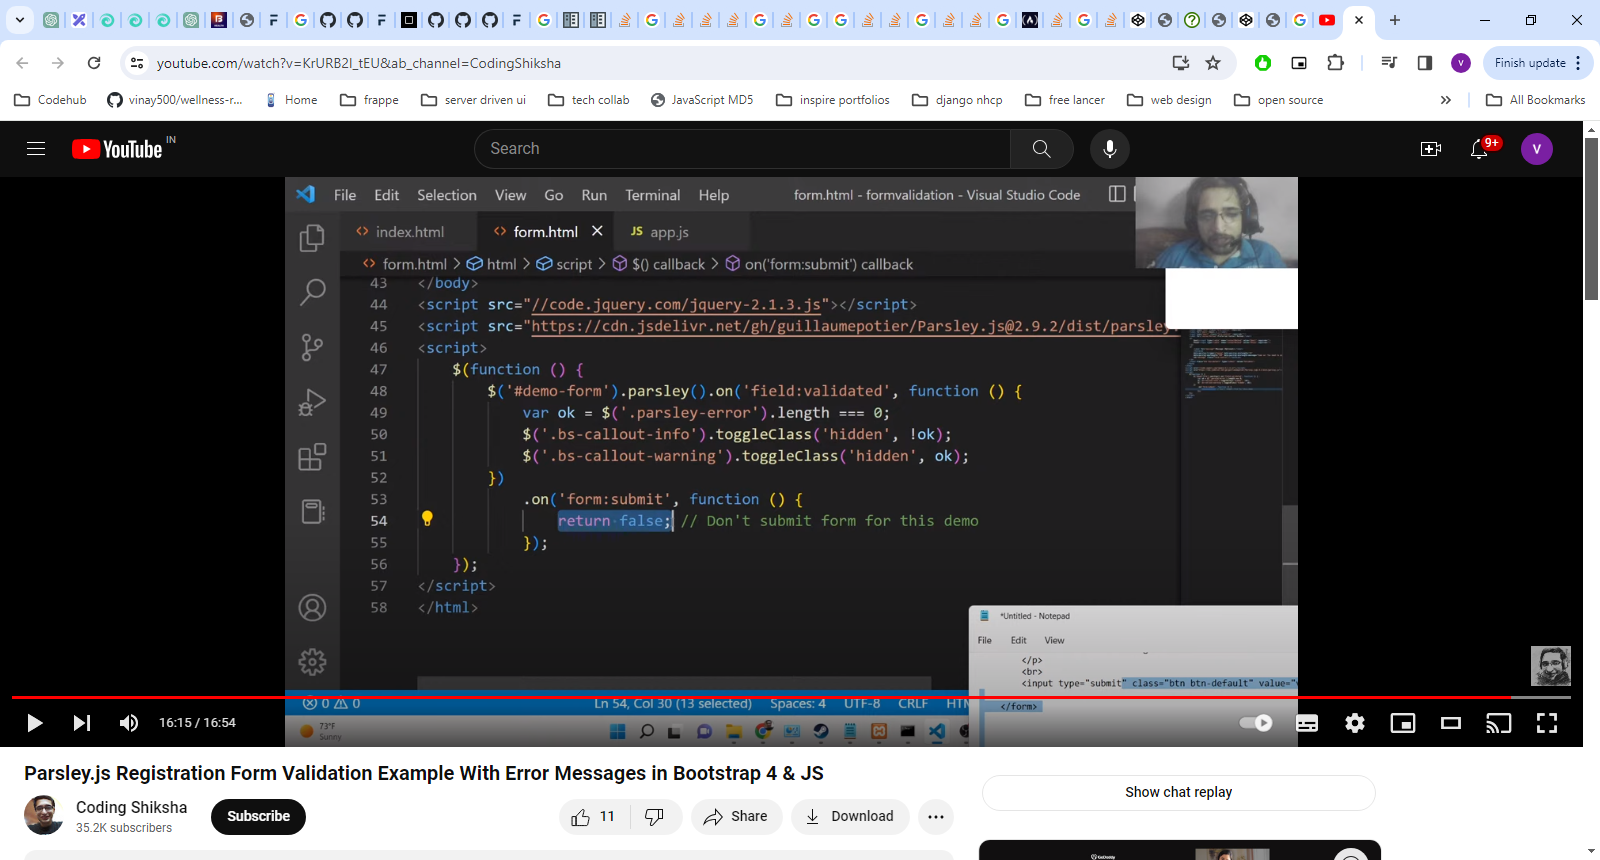 youtube.com/watch?v=KrURB2I_tEU&ab_channel=CodingShiksha
V
Finish update
Codehub
vinay500/wellness-r...
Home
frappe
server driven ui
tech collab
JavaScript MD5
inspire portfolios
django nhcp
free lancer
web design
open source
»
All Bookmarks
YouTube IN
Search
9+
V
File Edit Selection View Go Run Terminal Help
form.html - formvalidation - Visual Studio Code
index.html
form.html
JS app.js
form.html > html > script > $() callback > on('form:submit') callback
43 </body>
44 <script src="//code.jquery.com/jquery-2.1.3.js"></script>
45 <script src="https://cdn.jsdelivr.net/gh/guillaumepotier/Parsley.js@2.9.2/dist/parsley.
46 <script>
47 $(function () {
48 $('#demo-form').parsley().on('field:validated', function () {
49 var ok = $('.parsley-error').length === 0;
50 $('.bs-callout-info').toggleClass('hidden', !ok);
51 $('.bs-callout-warning').toggleClass('hidden', ok);
52 })
53 .on('form:submit', function () {
54 return false; // Don't submit form for this demo
55 });
56 });
57 </script>
58 </html>
*Untitled - Notepad
File Edit View
</p>
<br>
<input type="submit" class="btn btn-default" value="
</form>
0 0
Ln 54, Col 30 (13 selected) Spaces: 4 UTF-8 CRLF HTM
73°F
Sunny
16:15 / 16:54
Parsley.js Registration Form Validation Example With Error Messages in Bootstrap 4 & JS
Coding Shiksha
35.2K subscribers
Subscribe
11
Share
Download
Show chat replay
GoDaddy